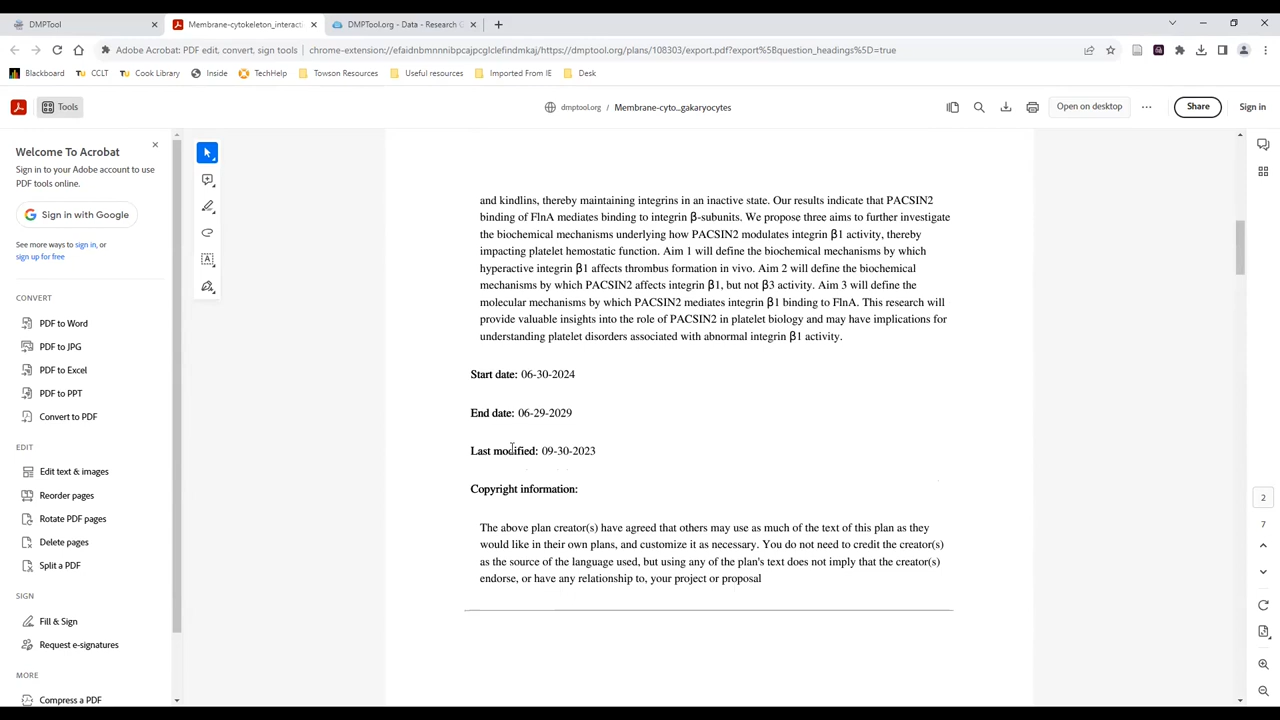 DMPTool
Membrane-cytokeleton_interacti
DMPTool.org - Data - Research Q
Adobe Acrobat: PDF edit, convert, sign tools | chrome-extension://efaidnbmnnnibpcajpcglclefindmkaj/https://dmptool.org/plans/108303/export.pdf?export%5Bquestion_headings%5D=true
Blackboard TU CCLT TU Cook Library Inside TechHelp Towson Resources Useful resources Imported From IE Desk
Tools
dmptool.org / Membrane-cyto..gakaryocytes
Open on desktop
Share
Sign in
Welcome To Acrobat
Sign in to your Adobe account to use
PDF tools online.
Sign in with Google
See more ways to sign in, or
sign up for free
CONVERT
PDF to Word
PDF to JPG
PDF to Excel
PDF to PPT
Convert to PDF
EDIT
Edit text & images
Reorder pages
Rotate PDF pages
Delete pages
Split a PDF
SIGN
Fill & Sign
Request e-signatures
MORE
Compress a PDF
and kindlins, thereby maintaining integrins in an inactive state. Our results indicate that PACSIN2
binding of FlnA mediates binding to integrin β-subunits. We propose three aims to further investigate
the biochemical mechanisms underlying how PACSIN2 modulates integrin β1 activity, thereby
impacting platelet hemostatic function. Aim 1 will define the biochemical mechanisms by which
hyperactive integrin β1 affects thrombus formation in vivo. Aim 2 will define the biochemical
mechanisms by which PACSIN2 affects integrin β1, but not β3 activity. Aim 3 will define the
molecular mechanisms by which PACSIN2 mediates integrin β1 binding to FlnA. This research will
provide valuable insights into the role of PACSIN2 in platelet biology and may have implications for
understanding platelet disorders associated with abnormal integrin β1 activity.
Start date: 06-30-2024
End date: 06-29-2029
Last modified: 09-30-2023
Copyright information:
The above plan creator(s) have agreed that others may use as much of the text of this plan as they
would like in their own plans, and customize it as necessary. You do not need to credit the creator(s)
as the source of the language used, but using any of the plan's text does not imply that the creator(s)
endorse, or have any relationship to, your project or proposal
2
7